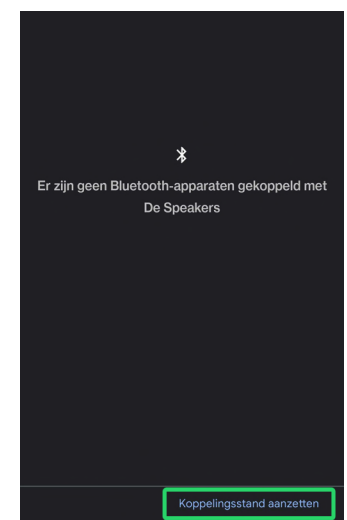 Er zijn geen Bluetooth-apparaten gekoppeld met
De Speakers
Koppelingsstand aanzetten